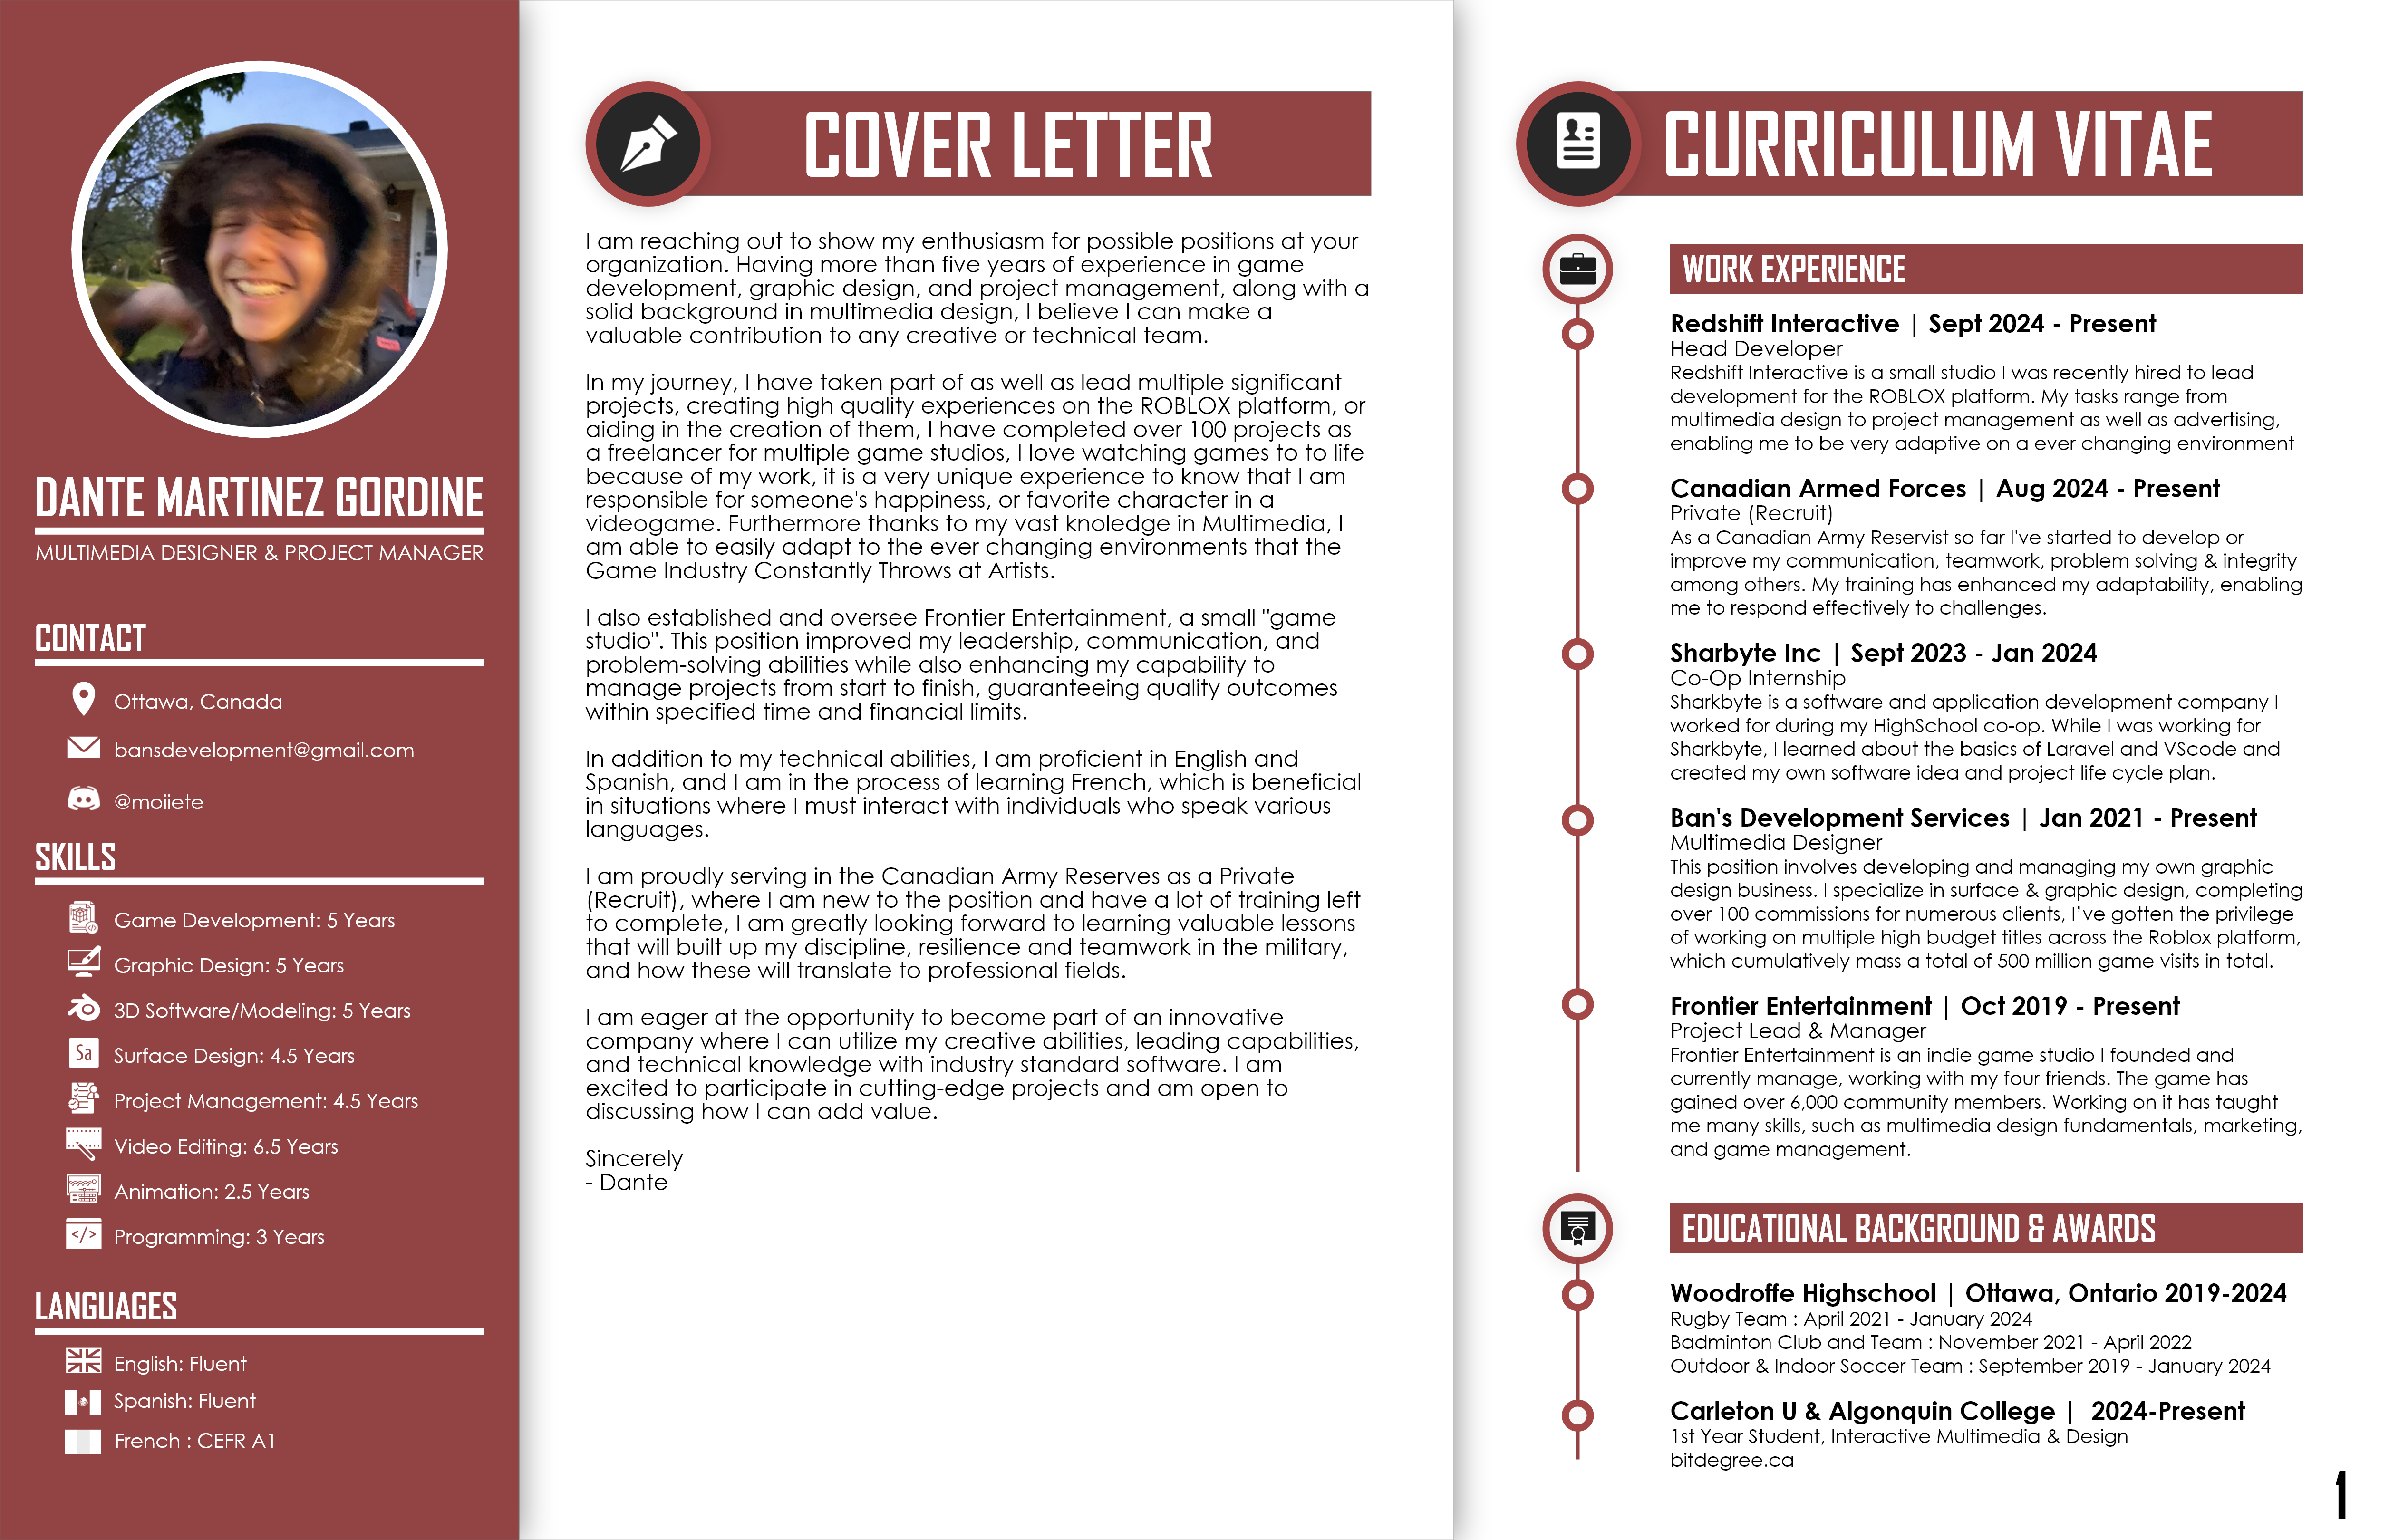 DANTE MARTINEZ GORDINE
MULTIMEDIA DESIGNER & PROJECT MANAGER
CONTACT
Ottawa, Canada
bansdevelopment@gmail.com
@moiiete
SKILLS
Game Development: 5 Years
Graphic Design: 5 Years
3D Software/Modeling: 5 Years
Sa
Surface Design: 4.5 Years
Project Management: 4.5 Years
Video Editing: 6.5 Years
Animation: 2.5 Years
</>
Programming: 3 Years
LANGUAGES
English: Fluent
Spanish: Fluent
French : CEFR A1
COVER LETTER
I am reaching out to show my enthusiasm for possible positions at your
organization. Having more than five years of experience in game
development, graphic design, and project management, along with a
solid background in multimedia design, I believe I can make a
valuable contribution to any creative or technical team.
In my journey, I have taken part of as well as lead multiple significant
projects, creating high quality experiences on the ROBLOX platform, or
aiding in the creation of them, I have completed over 100 projects as
a freelancer for multiple game studios, I love watching games to to life
because of my work, it is a very unique experience to know that I am
responsible for someone's happiness, or favorite character in a
videogame. Furthermore thanks to my vast knoledge in Multimedia, I
am able to easily adapt to the ever changing environments that the
Game Industry Constantly Throws at Artists.
I also established and oversee Frontier Entertainment, a small "game
studio". This position improved my leadership, communication, and
problem-solving abilities while also enhancing my capability to
manage projects from start to finish, guaranteeing quality outcomes
within specified time and financial limits.
In addition to my technical abilities, I am proficient in English and
Spanish, and I am in the process of learning French, which is beneficial
in situations where I must interact with individuals who speak various
languages.
I am proudly serving in the Canadian Army Reserves as a Private
(Recruit), where I am new to the position and have a lot of training left
to complete, I am greatly looking forward to learning valuable lessons
that will built up my discipline, resilience and teamwork in the military,
and how these will translate to professional fields.
I am eager at the opportunity to become part of an innovative
company where I can utilize my creative abilities, leading capabilities,
and technical knowledge with industry standard software. I am
excited to participate in cutting-edge projects and am open to
discussing how I can add value.
Sincerely
- Dante
CURRICULUM VITAE
WORK EXPERIENCE
Redshift Interactive | Sept 2024 - Present
Head Developer
Redshift Interactive is a small studio I was recently hired to lead
development for the ROBLOX platform. My tasks range from
multimedia design to project management as well as advertising,
enabling me to be very adaptive on a ever changing environment
Canadian Armed Forces | Aug 2024 - Present
Private (Recruit)
As a Canadian Army Reservist so far I've started to develop or
improve my communication, teamwork, problem solving & integrity
among others. My training has enhanced my adaptability, enabling
me to respond effectively to challenges.
Sharbyte Inc | Sept 2023 - Jan 2024
Co-Op Internship
Sharkbyte is a software and application development company I
worked for during my HighSchool co-op. While I was working for
Sharkbyte, I learned about the basics of Laravel and VScode and
created my own software idea and project life cycle plan.
Ban's Development Services | Jan 2021 - Present
Multimedia Designer
This position involves developing and managing my own graphic
design business. I specialize in surface & graphic design, completing
over 100 commissions for numerous clients, I’ve gotten the privilege
of working on multiple high budget titles across the Roblox platform,
which cumulatively mass a total of 500 million game visits in total.
Frontier Entertainment | Oct 2019 - Present
Project Lead & Manager
Frontier Entertainment is an indie game studio I founded and
currently manage, working with my four friends. The game has
gained over 6,000 community members. Working on it has taught
me many skills, such as multimedia design fundamentals, marketing,
and game management.
EDUCATIONAL BACKGROUND & AWARDS
Woodroffe Highschool | Ottawa, Ontario 2019-2024
Rugby Team : April 2021 - January 2024
Badminton Club and Team : November 2021 - April 2022
Outdoor & Indoor Soccer Team : September 2019 - January 2024
Carleton U & Algonquin College | 2024-Present
1st Year Student, Interactive Multimedia & Design
bitdegree.ca
1